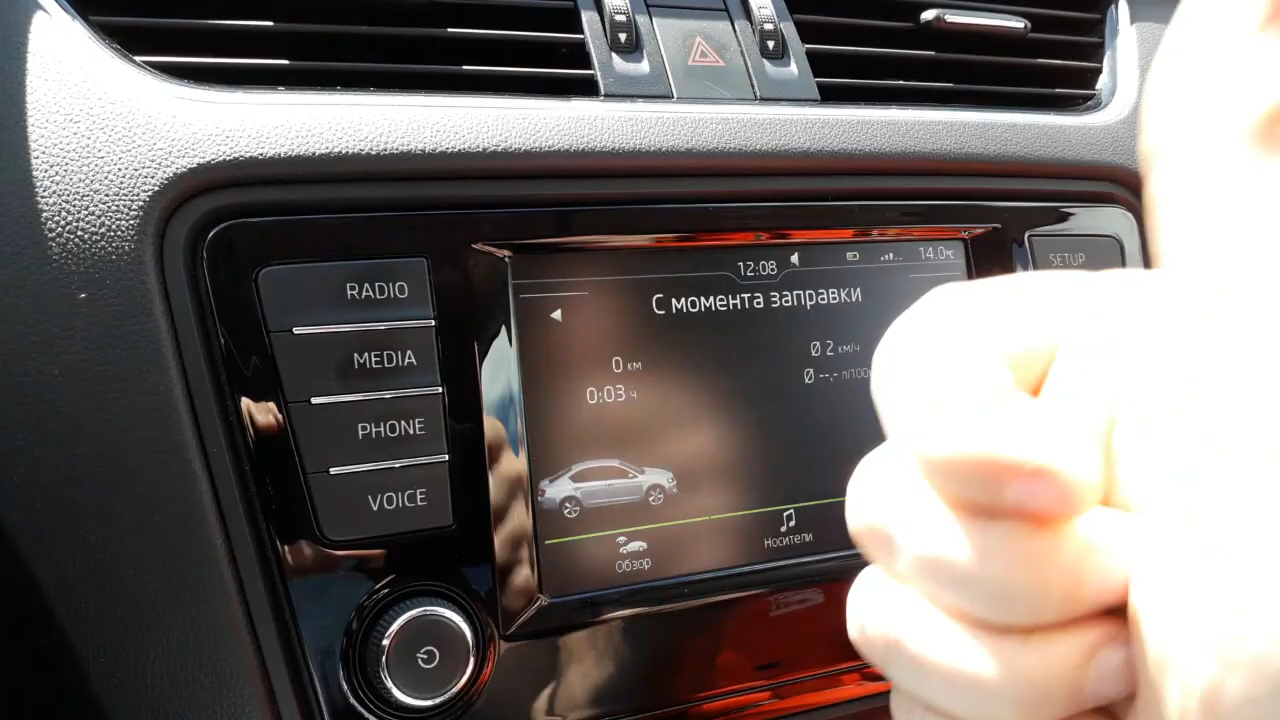 12:08
14.0°C
С момента заправки
0 км
0:03 ч
Ø 2 км/ч
Ø --,- л/100
Обзор
Носители
RADIO
MEDIA
PHONE
VOICE
SETUP